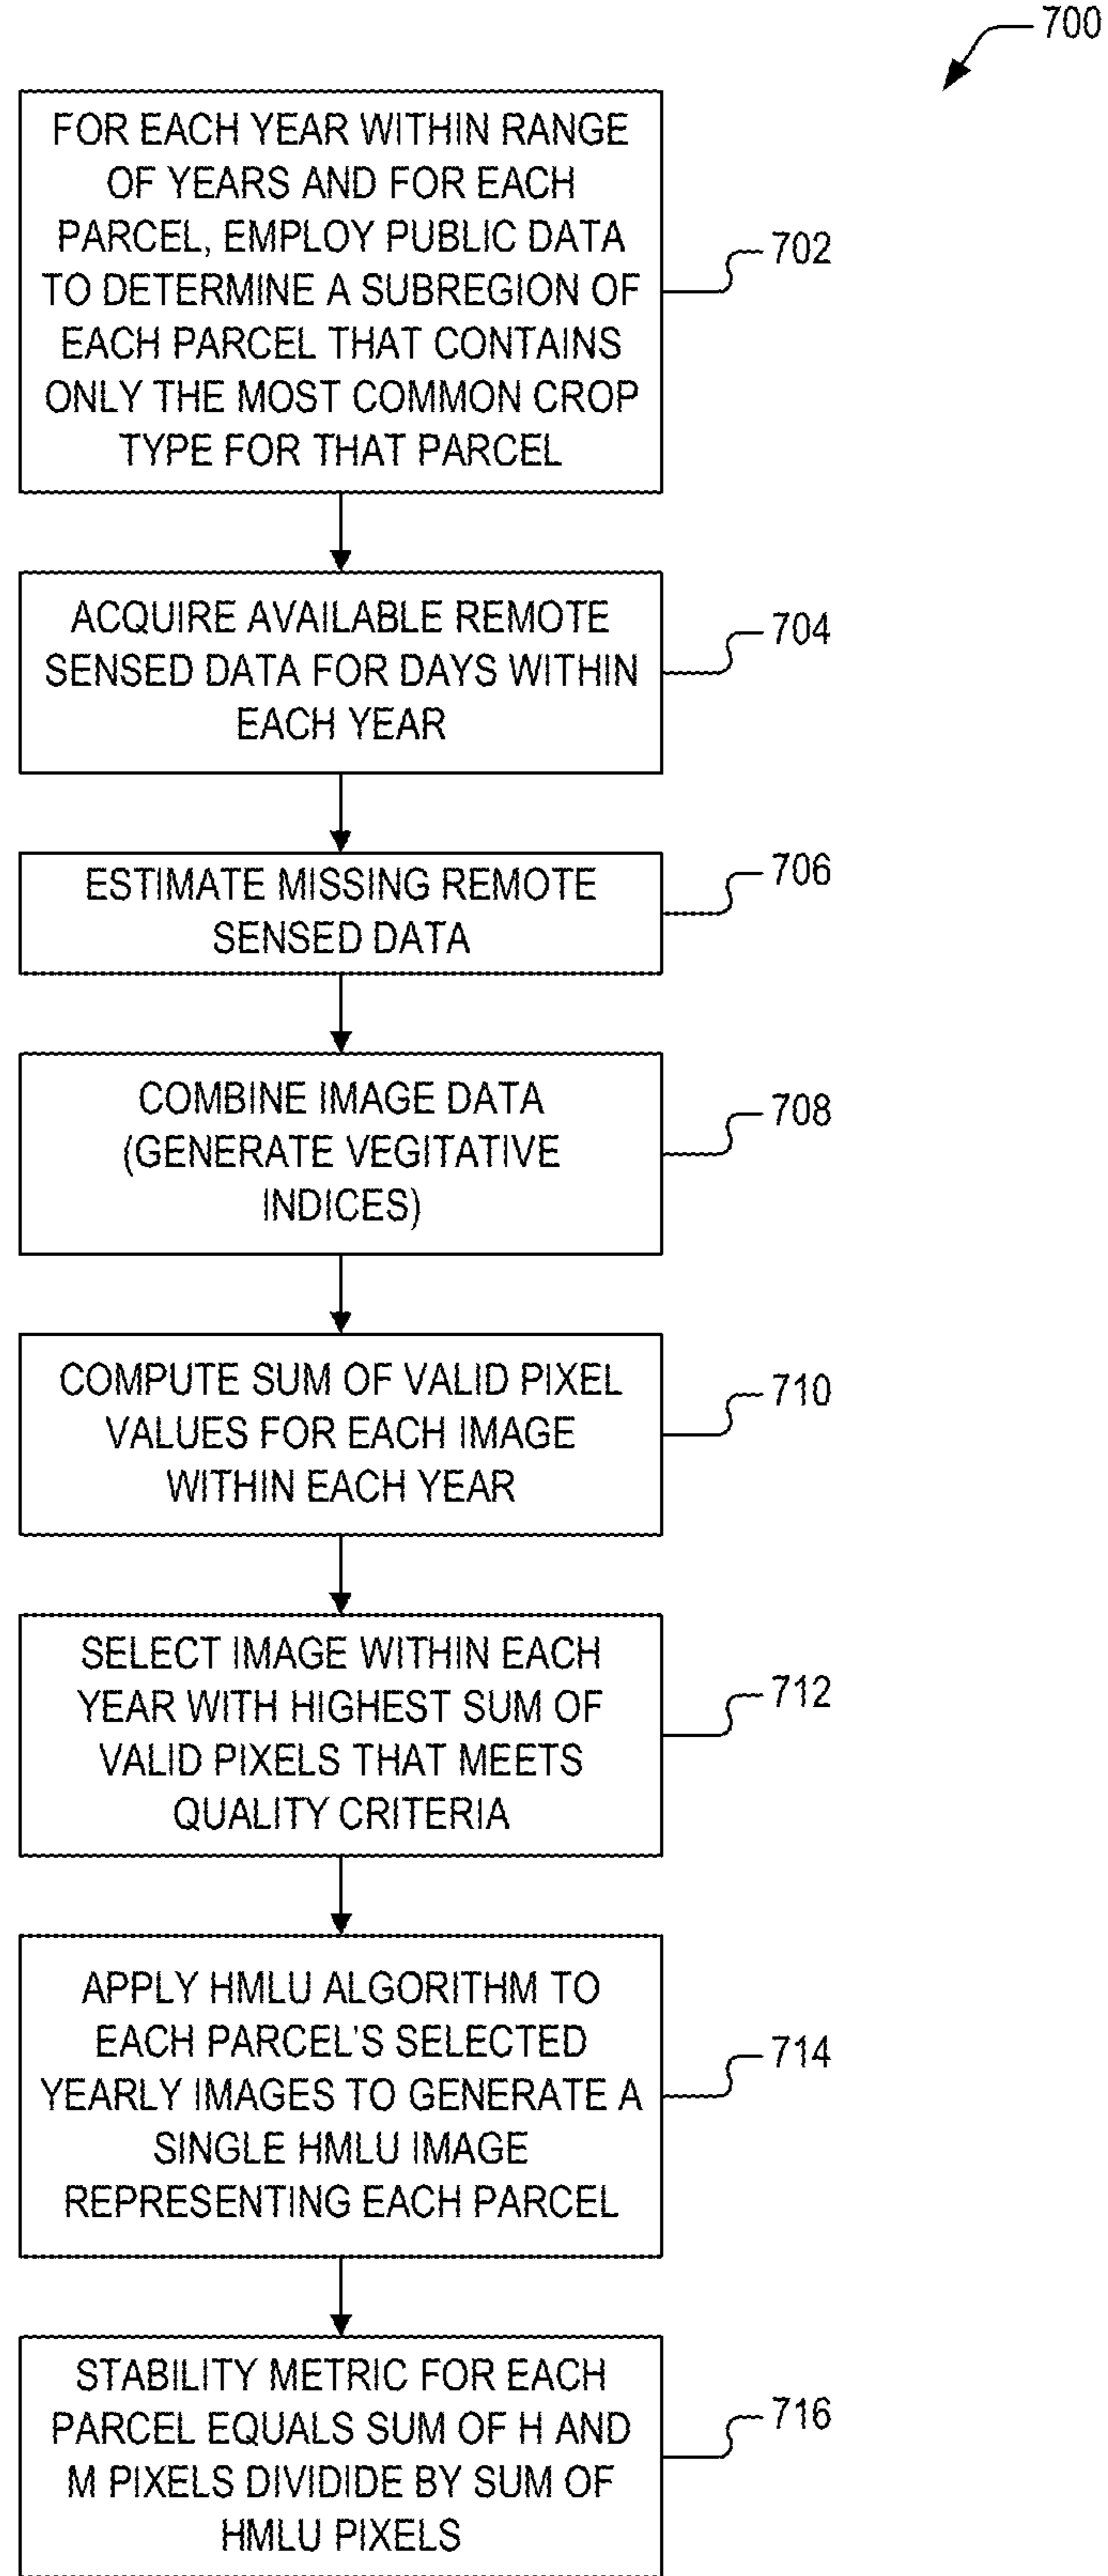 700
FOR EACH YEAR WITHIN RANGE
OF YEARS AND FOR EACH
PARCEL, EMPLOY PUBLIC DATA
TO DETERMINE A SUBREGION OF
EACH PARCEL THAT CONTAINS
ONLY THE MOST COMMON CROP
TYPE FOR THAT PARCEL
702
ACQUIRE AVAILABLE REMOTE
SENSED DATA FOR DAYS WITHIN
EACH YEAR
704
ESTIMATE MISSING REMOTE
SENSED DATA
706
COMBINE IMAGE DATA
(GENERATE VEGITATIVE
INDICES)
708
COMPUTE SUM OF VALID PIXEL
VALUES FOR EACH IMAGE
WITHIN EACH YEAR
710
SELECT IMAGE WITHIN EACH
YEAR WITH HIGHEST SUM OF
VALID PIXELS THAT MEETS
QUALITY CRITERIA
712
APPLY HMLU ALGORITHM TO
EACH PARCEL'S SELECTED
YEARLY IMAGES TO GENERATE A
SINGLE HMLU IMAGE
REPRESENTING EACH PARCEL
714
STABILITY METRIC FOR EACH
PARCEL EQUALS SUM OF H AND
M PIXELS DIVIDIDE BY SUM OF
HMLU PIXELS
716